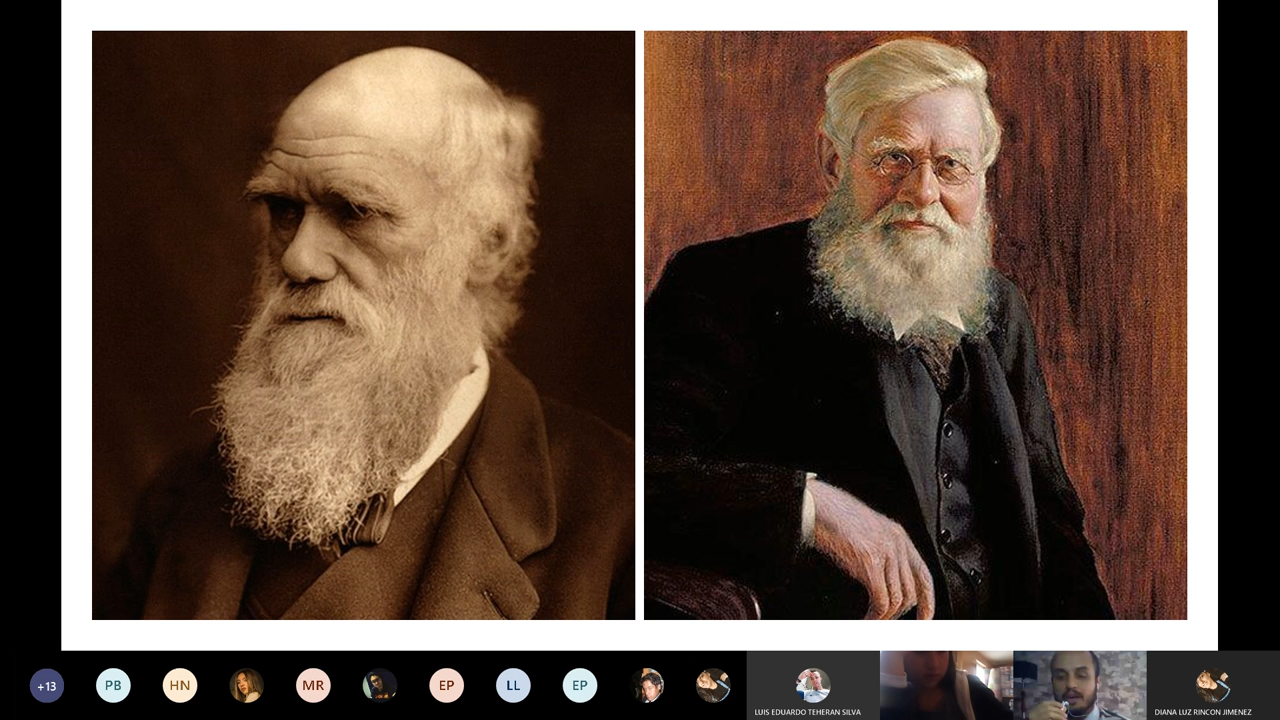 +13
PB
HN
MR
EP
LL
EP
LUIS EDUARDO TEHERAN SILVA
DIANA LUZ RINCON JIMENEZ